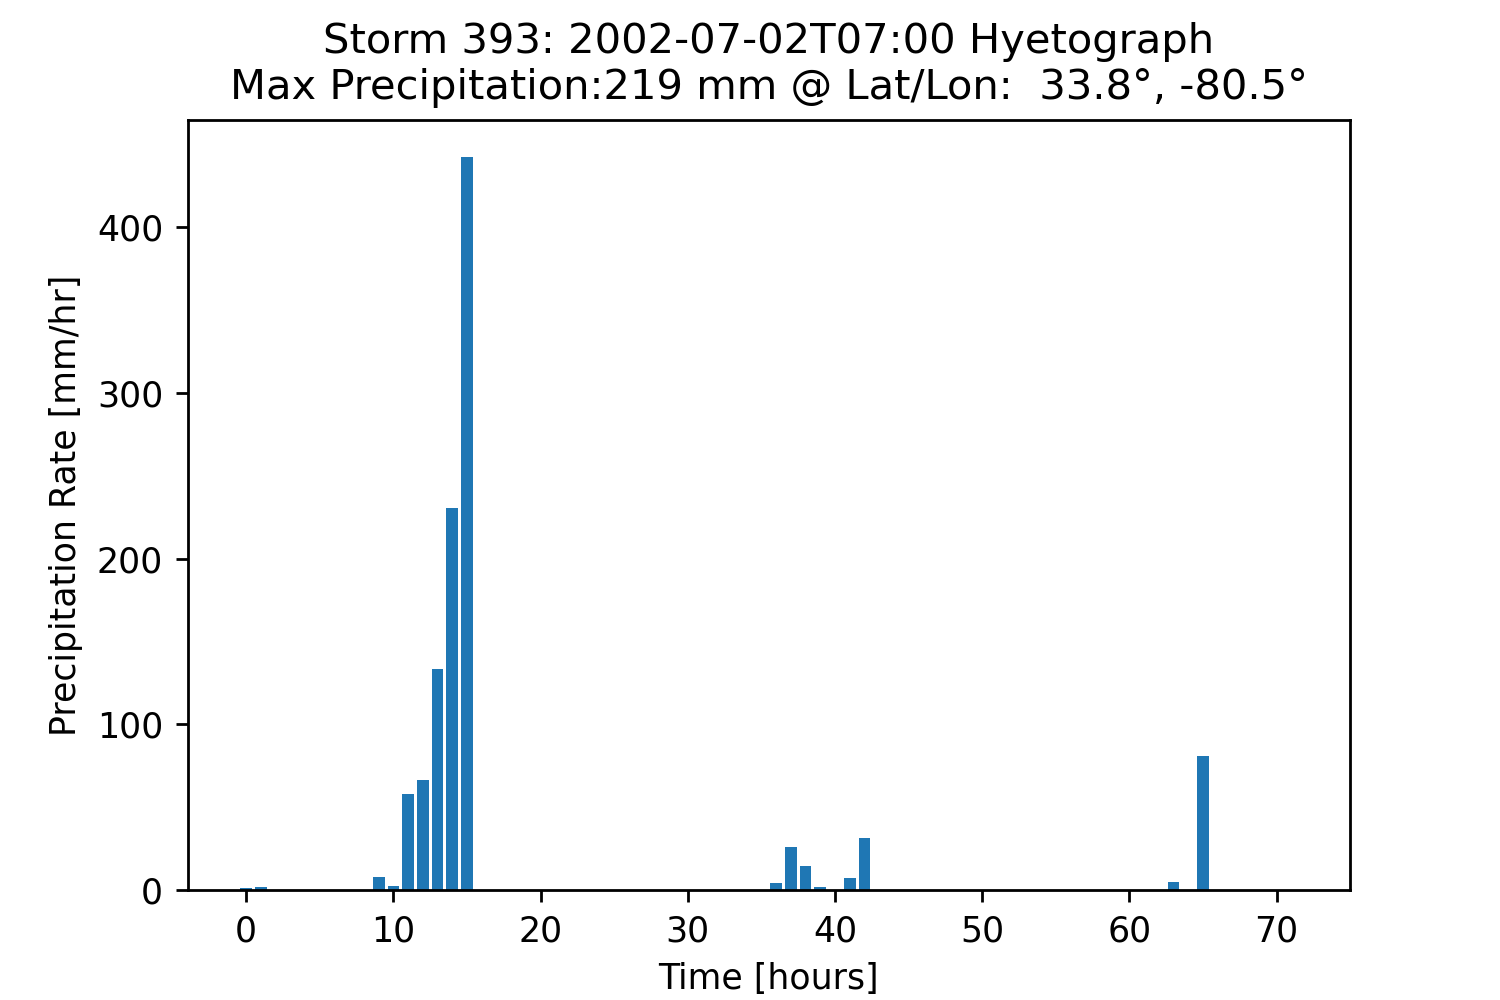 Storm 393: 2002-07-02T07:00 Hyetograph
Max Precipitation:219 mm @ Lat/Lon:  33.8°, -80.5°
Precipitation Rate [mm/hr]
400
300
200
100
0
0 10 20 30 40 50 60 70
Time [hours]